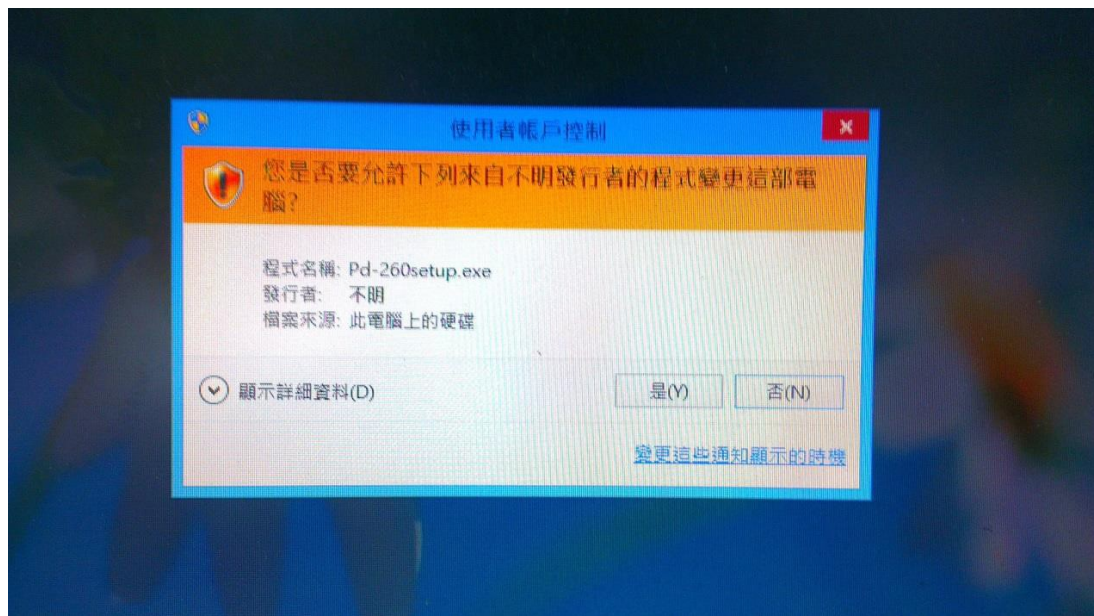 使用者帳戶控制
您是否要允許下列來自不明發行者的程式變更這部電
腦?
程式名稱: Pd-260setup.exe
發行者: 不明
檔案來源: 此電腦上的硬碟
顯示詳細資料(D)
是(Y)
否(N)
變更這些通知顯示的時機